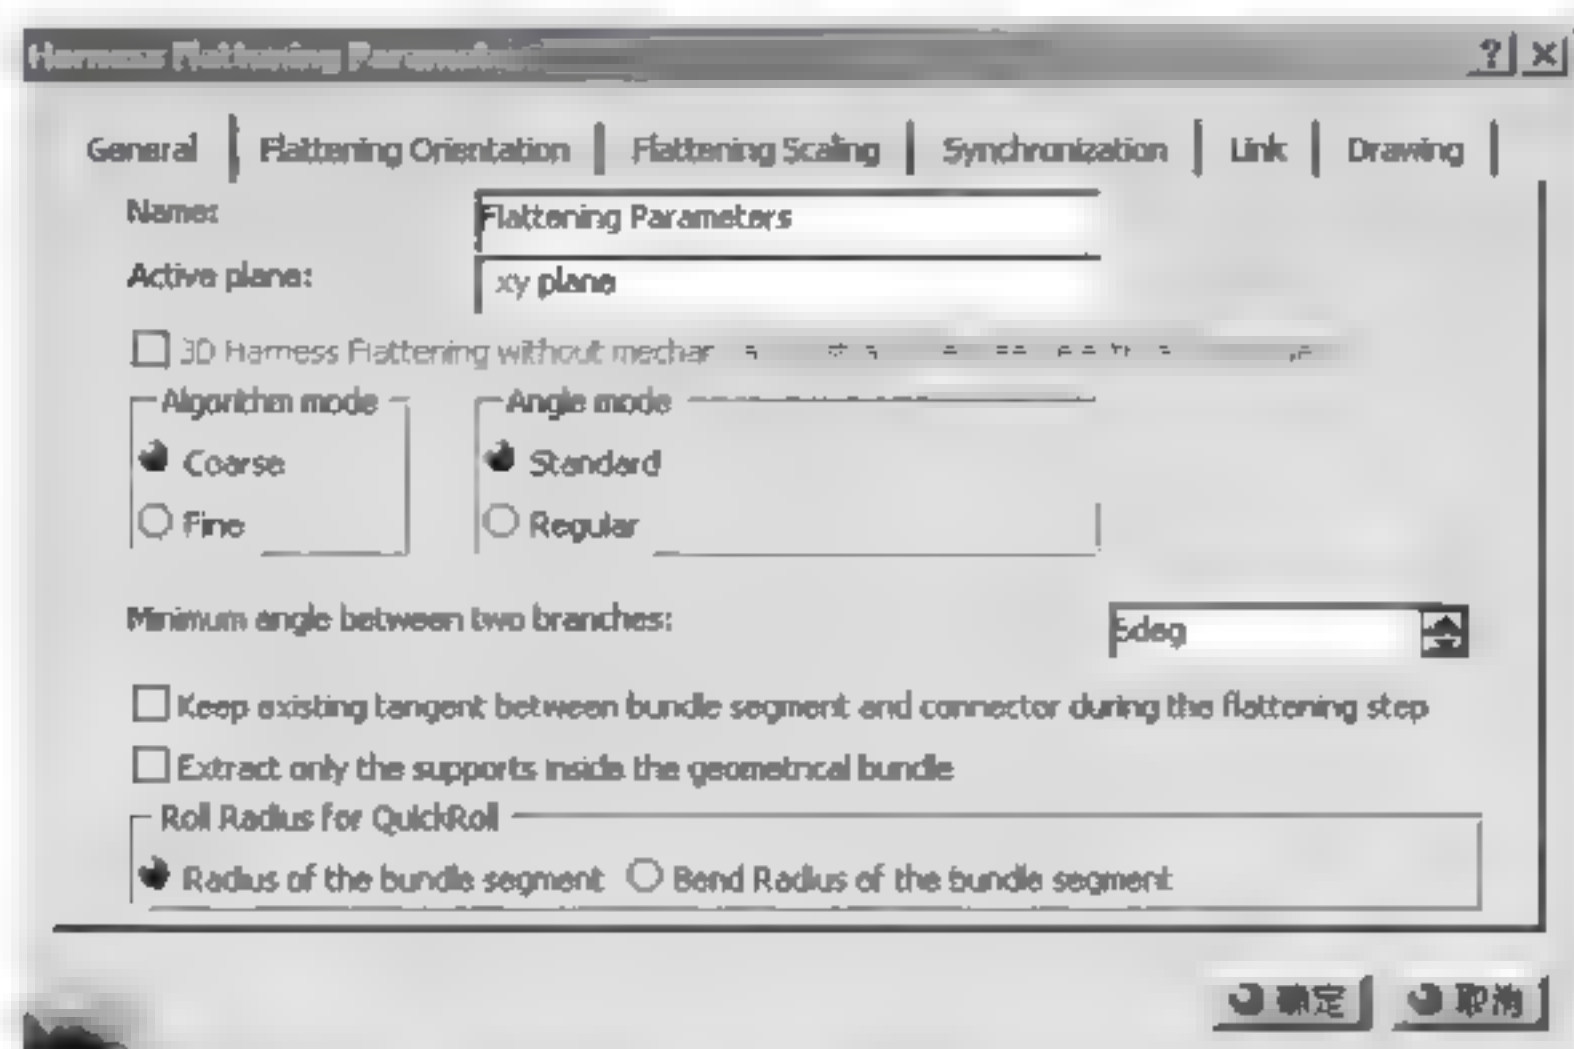 Harness Flattening Parameters
General Flattening Orientation Flattening Scaling Synchronization Link Drawing
Name: Flattening Parameters
Active plane: xy plane
3D Harness Flattening without
Algorithm mode Angle mode
Coarse Standard
Fine Regular
Minimum angle between two branches: 5deg
Keep existing tangent between bundle segment and connector during the flattening step
Extract only the supports inside the geometrical bundle
Roll Radius for QuickRoll
Radius of the bundle segment Bend Radius of the bundle segment
确定 取消